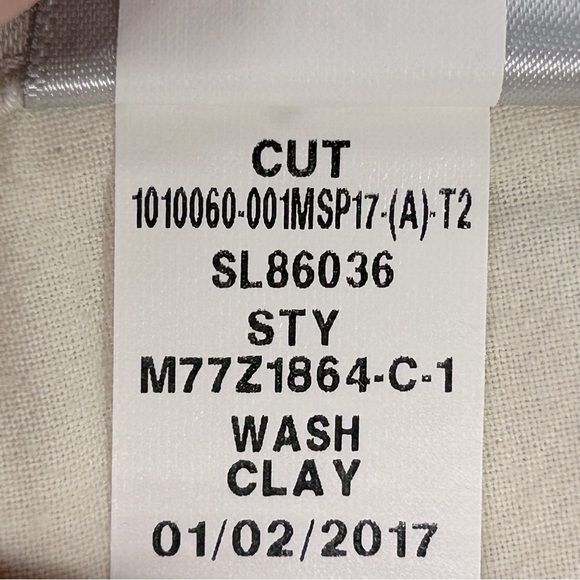 CUT
1010060-001MSP17-(A)-T2
SL86036
STY
M77Z1864-C-1
WASH
CLAY
01/02/2017